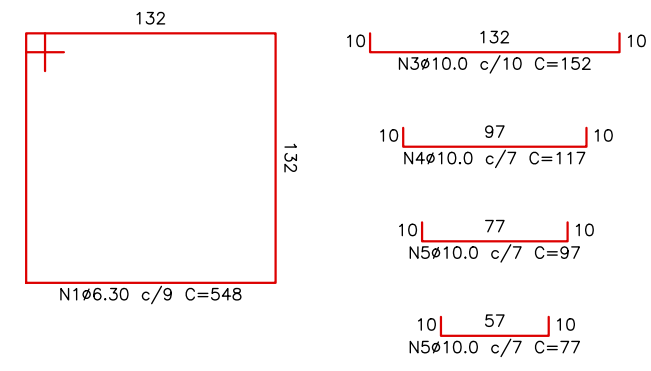 132
132
N1ø6.30 c/9 C=548
10 132 10
N3ø10.0 c/10 C=152
10 97 10
N4ø10.0 c/7 C=117
10 77 10
N5ø10.0 c/7 C=97
10 57 10
N5ø10.0 c/7 C=77